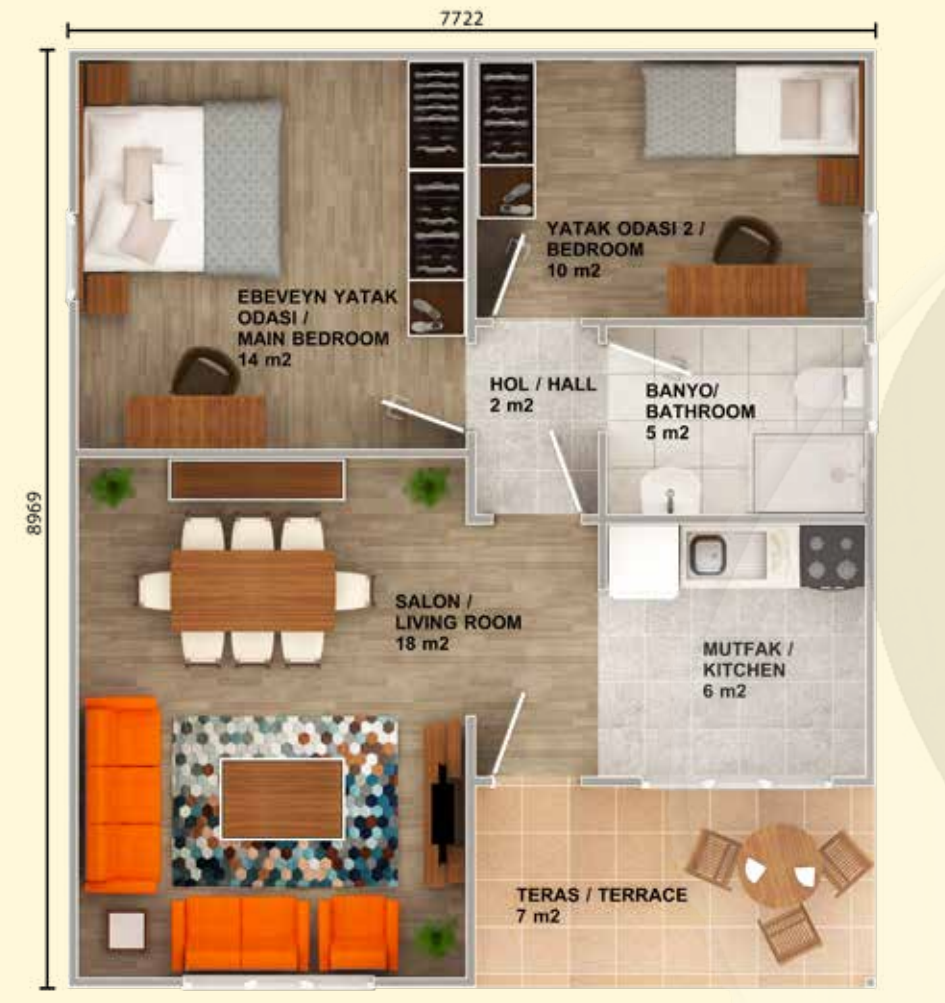 7722
8969
YATAK ODASI 2 /
BEDROOM
10 m2
EBEVEYN YATAK
ODASI /
MAIN BEDROOM
14 m2
HOL / HALL
2 m2
BANYO/
BATHROOM
5 m2
SALON /
LIVING ROOM
18 m2
MUTFAK /
KITCHEN
6 m2
TERAS / TERRACE
7 m2